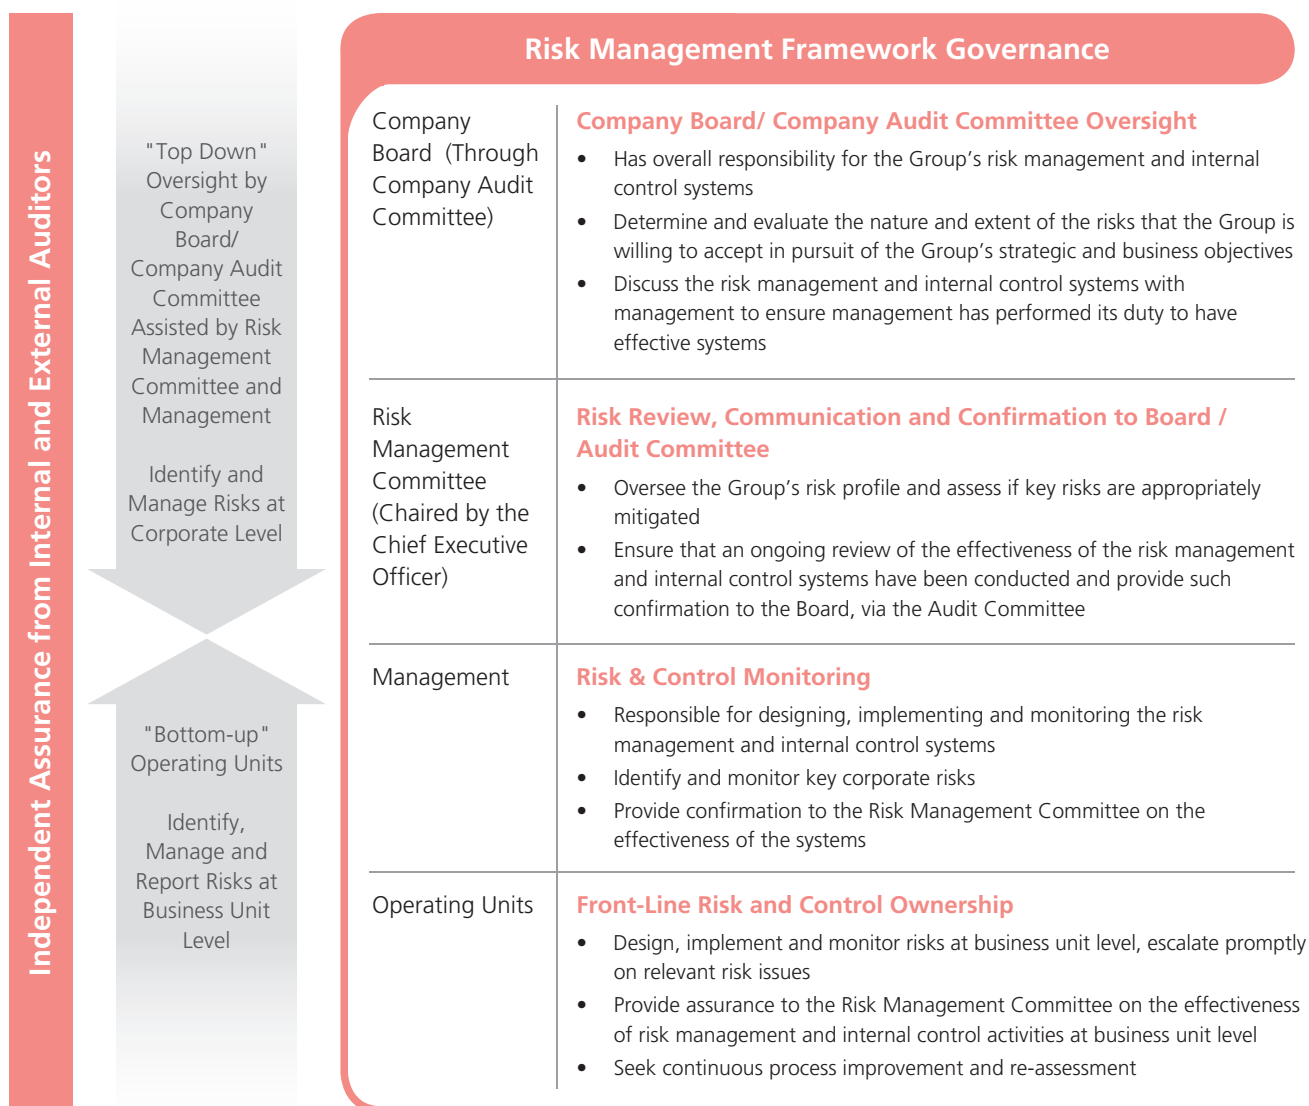 Independent Assurance from Internal and External Auditors
"Top Down"
Oversight by
Company
Board/
Company Audit
Committee
Assisted by Risk
Management
Committee and
Management
Identify and
Manage Risks at
Corporate Level
"Bottom-up"
Operating Units
Identify,
Manage and
Report Risks at
Business Unit
Level
Risk Management Framework Governance
Company
Board (Through
Company Audit
Committee)
Company Board/ Company Audit Committee Oversight
• Has overall responsibility for the Group’s risk management and internal
control systems
• Determine and evaluate the nature and extent of the risks that the Group is
willing to accept in pursuit of the Group’s strategic and business objectives
• Discuss the risk management and internal control systems with
management to ensure management has performed its duty to have
effective systems
Risk
Management
Committee
(Chaired by the
Chief Executive
Officer)
Risk Review, Communication and Confirmation to Board /
Audit Committee
• Oversee the Group’s risk profile and assess if key risks are appropriately
mitigated
• Ensure that an ongoing review of the effectiveness of the risk management
and internal control systems have been conducted and provide such
confirmation to the Board, via the Audit Committee
Management
Risk & Control Monitoring
• Responsible for designing, implementing and monitoring the risk
management and internal control systems
• Identify and monitor key corporate risks
• Provide confirmation to the Risk Management Committee on the
effectiveness of the systems
Operating Units
Front-Line Risk and Control Ownership
• Design, implement and monitor risks at business unit level, escalate promptly
on relevant risk issues
• Provide assurance to the Risk Management Committee on the effectiveness
of risk management and internal control activities at business unit level
• Seek continuous process improvement and re-assessment